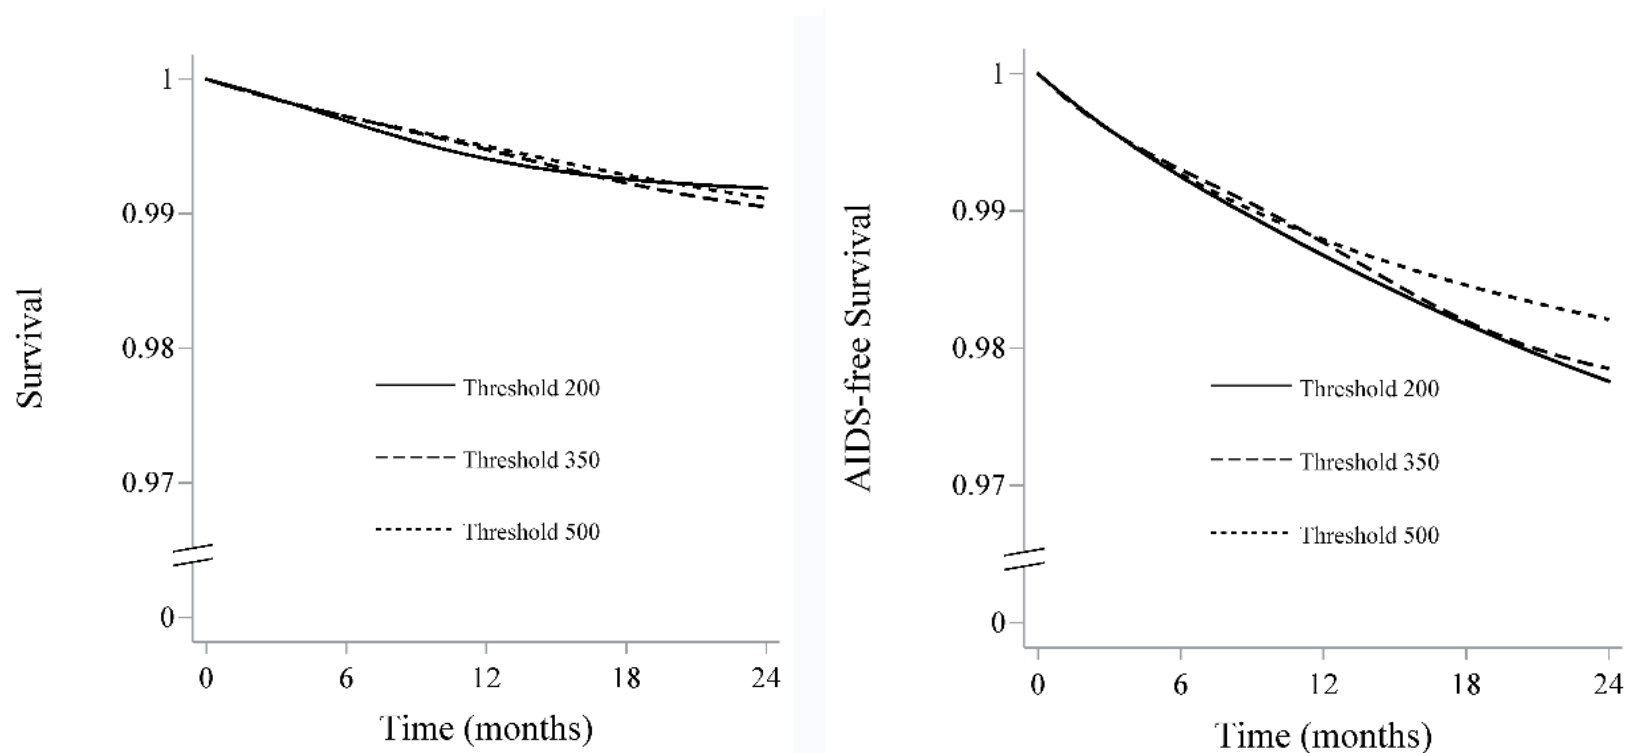 Survival
1
0.99
0.98
0.97
0
Threshold 200
Threshold 350
Threshold 500
0 6 12 18 24
Time (months)
AIDS-free Survival
1
0.99
0.98
0.97
0
Threshold 200
Threshold 350
Threshold 500
0 6 12 18 24
Time (months)